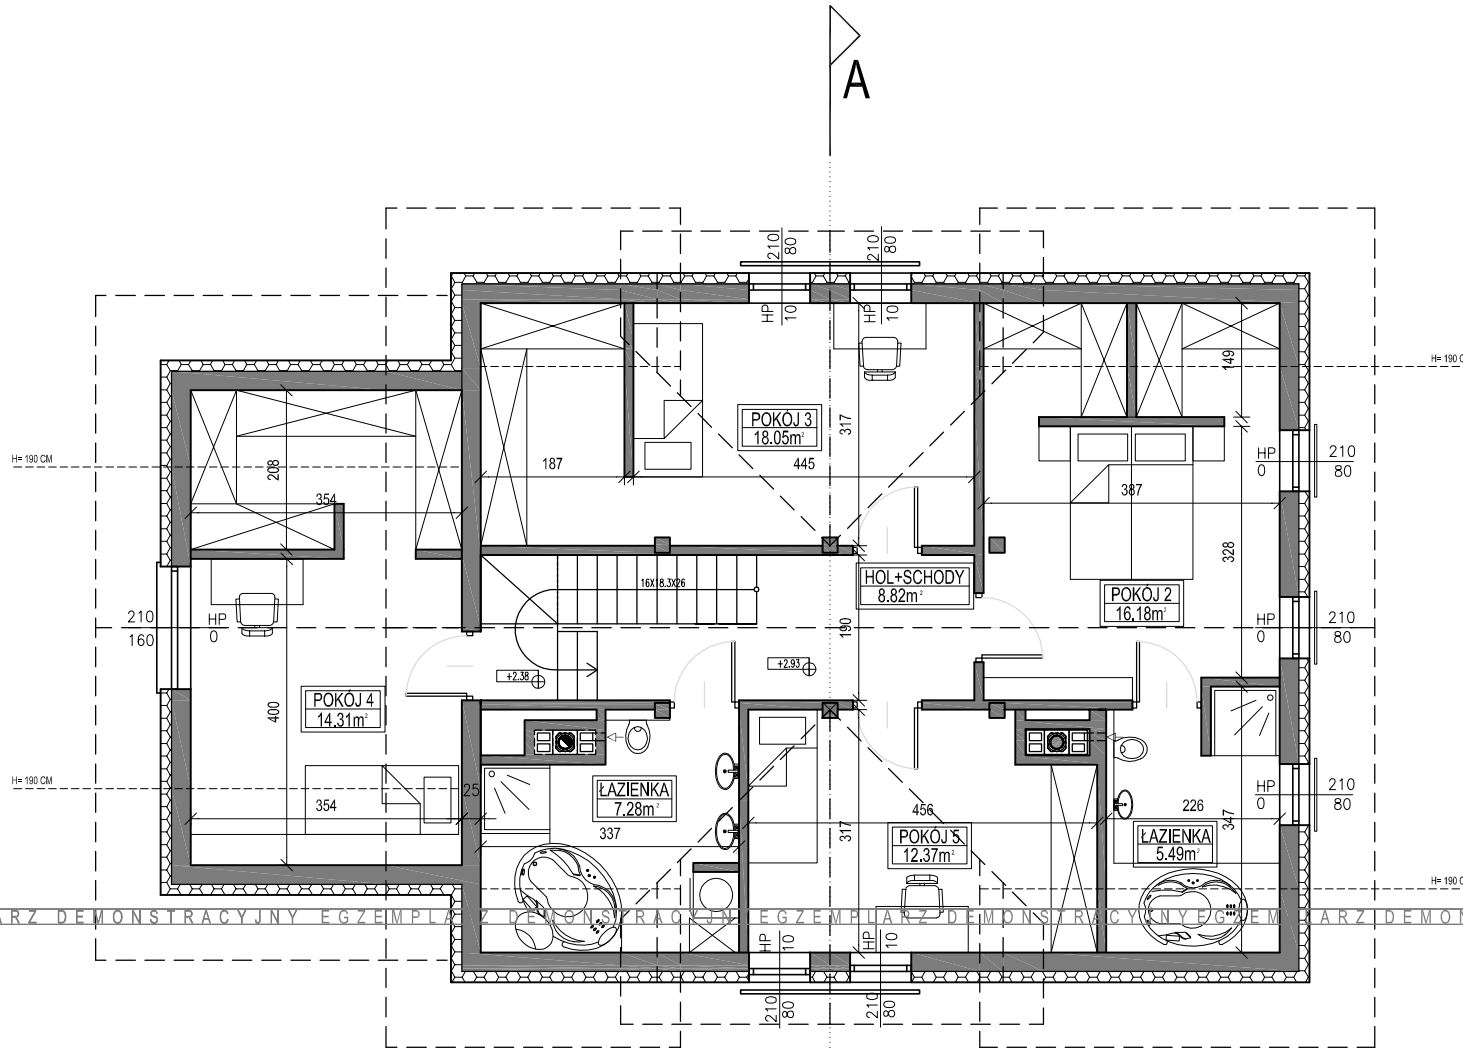 A
210
80
210
80
HP
10
HP
10
H= 190 CM
149
POKÓJ 3
18.05m²
317
187
445
H= 190 CM
208
354
HP
0
210
80
387
328
16X18.3X26
HOL+SCHODY
8.82m²
POKÓJ 2
16.18m²
210
160
HP
0
190
HP
0
210
80
+2.38
+2.93
POKÓJ 4
14.31m²
400
H= 190 CM
354
25
ŁAZIENKA
7.28m²
337
456
317
POKÓJ 5
12.37m²
226
347
ŁAZIENKA
5.49m²
HP
0
210
80
H= 190 C
ARZ DEMONSTRACYJNY EGZEMPLARZ DEMONSTRACYJNY EGZEMPLARZ DEMONSTRACYJNY EGZEMPLARZ DEMON
HP
10
HP
10
210
80
210
80